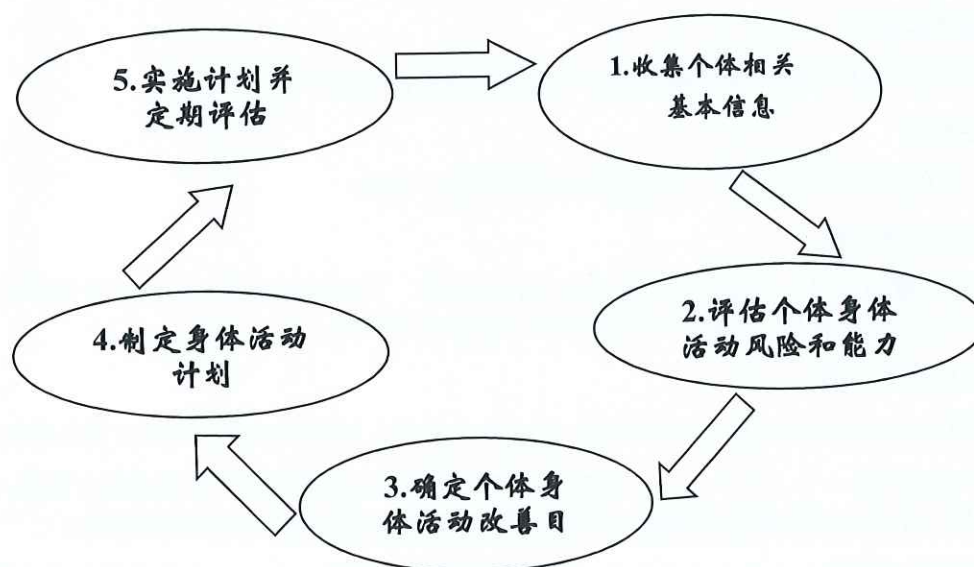 5.实施计划并
定期评估
1.收集个体相关
基本信息
2.评估个体身体
活动风险和能力
3.确定个体身
体活动改善目
4.制定身体活动
计划